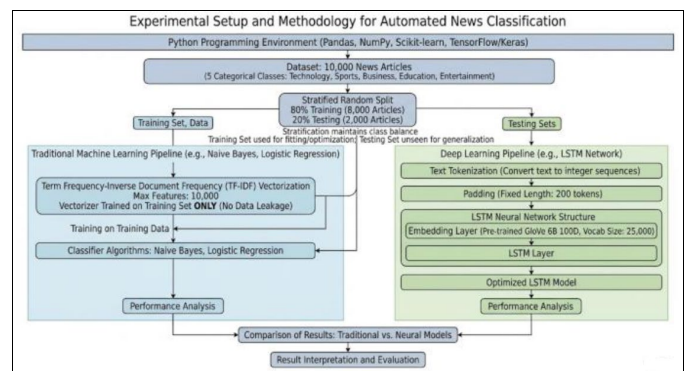 Experimental Setup and Methodology for Automated News Classification
Python Programming Environment (Pandas, NumPy, Scikit-learn, TensorFlow/Keras)
Dataset: 10,000 News Articles
(5 Categorical Classes: Technology, Sports, Business, Education, Entertainment)
Stratified Random Split
80% Training (8,000 Articles)
20% Testing (2,000 Articles)
Training Set, Data
Testing Sets
Stratification maintains class balance
Training Set used for fitting/optimization; Testing Set unseen for generalization
Traditional Machine Learning Pipeline (e.g., Naive Bayes, Logistic Regression)
Term Frequency-Inverse Document Frequency (TF-IDF) Vectorization
Max Features: 10,000
Vectorizer Trained on Training Set ONLY (No Data Leakage)
Training on Training Data
Classifier Algorithms: Naive Bayes, Logistic Regression
Performance Analysis
Deep Learning Pipeline (e.g., LSTM Network)
Text Tokenization (Convert text to integer sequences)
Padding (Fixed Length: 200 tokens)
LSTM Neural Network Structure
Embedding Layer (Pre-trained GloVe 6B 100D, Vocab Size: 25,000)
LSTM Layer
Optimized LSTM Model
Performance Analysis
Comparison of Results: Traditional vs. Neural Models
Result Interpretation and Evaluation